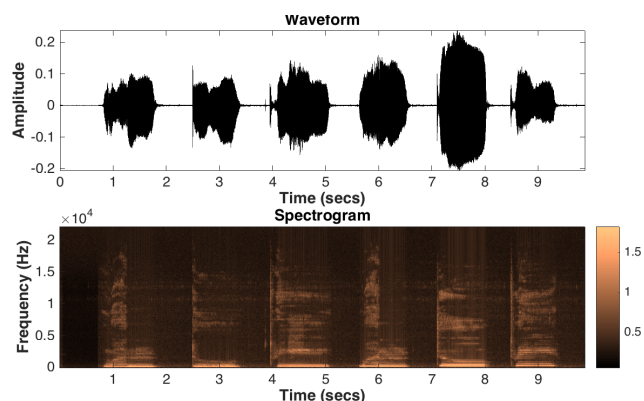 Waveform
0.2
0.1
0
-0.1
-0.2
Amplitude
0 1 2 3 4 5 6 7 8 9
Time (secs)
Spectrogram
× 10^4
2
1.5
1
0.5
0
Frequency (Hz)
1 2 3 4 5 6 7 8 9
Time (secs)
1.5
1
0.5